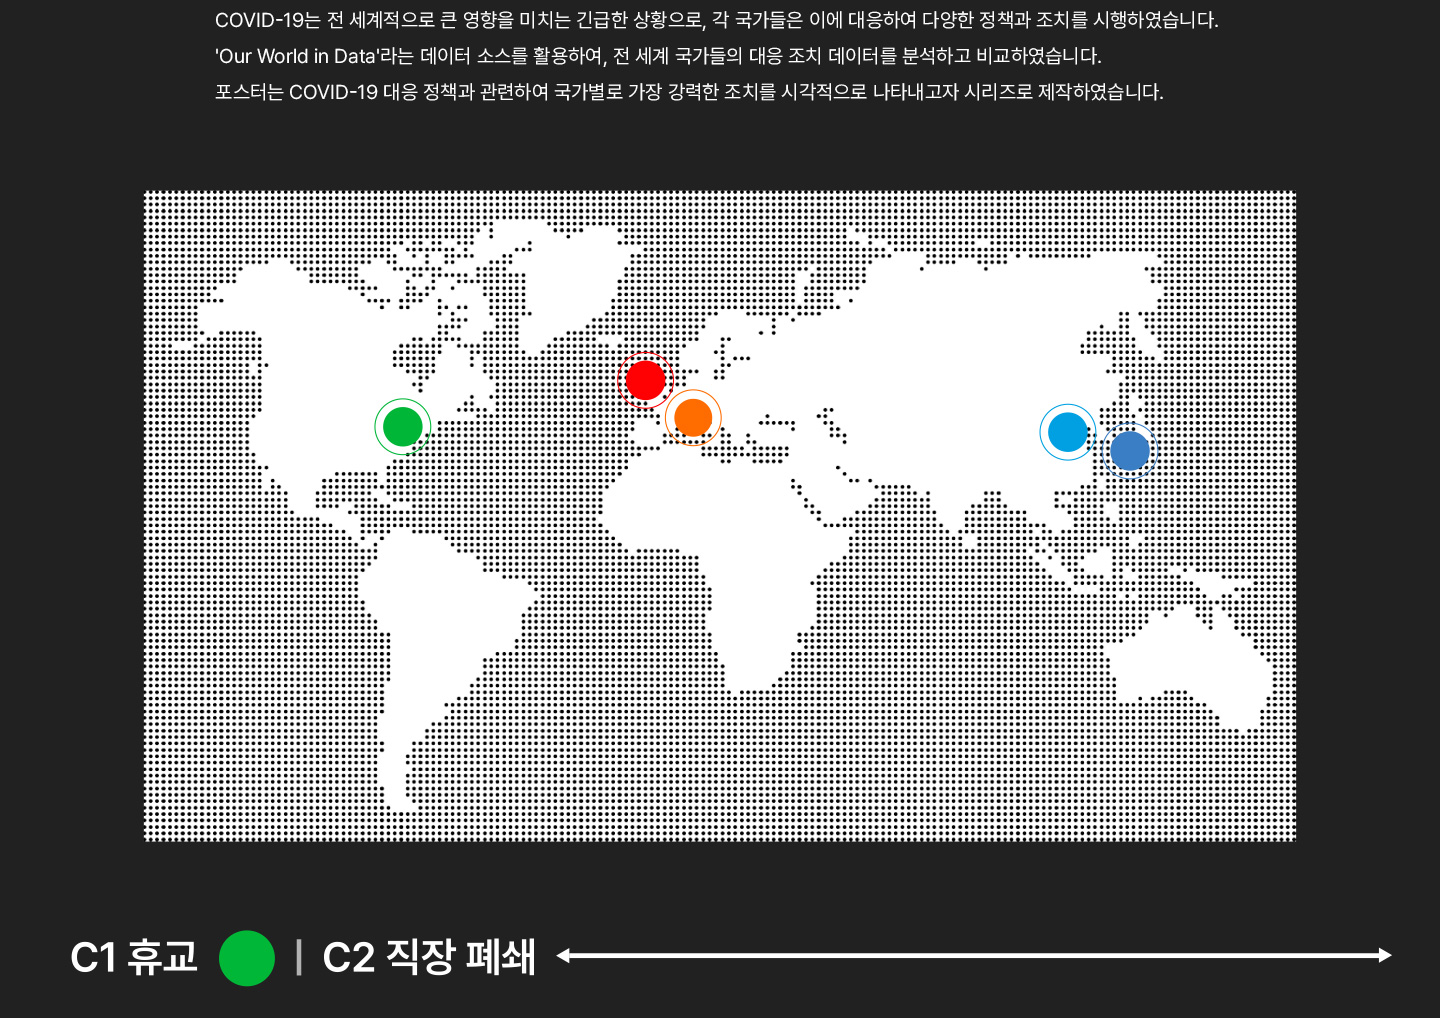 COVID-19는 전 세계적으로 큰 영향을 미치는 긴급한 상황으로, 각 국가들은 이에 대응하여 다양한 정책과 조치를 시행하였습니다.
'Our World in Data'라는 데이터 소스를 활용하여, 전 세계 국가들의 대응 조치 데이터를 분석하고 비교하였습니다.
포스터는 COVID-19 대응 정책과 관련하여 국가별로 가장 강력한 조치를 시각적으로 나타내고자 시리즈로 제작하였습니다.
C1 휴교 | C2 직장 폐쇄